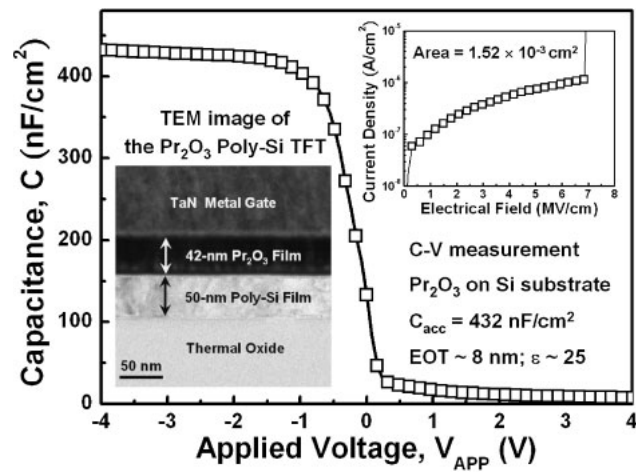 Capacitance, C (nF/cm²)
400
300
200
100
0
-4 -3 -2 -1 0 1 2 3 4
Applied Voltage, V_APP (V)
TEM image of
the Pr₂O₃ Poly-Si TFT
TaN Metal Gate
42-nm Pr₂O₃ Film
50-nm Poly-Si Film
Thermal Oxide
50 nm
Current Density (A/cm²)
10⁻⁵
10⁻⁶
10⁻⁷
10⁻⁸
Area = 1.52 × 10⁻³ cm²
0 1 2 3 4 5 6 7 8
Electrical Field (MV/cm)
C-V measurement
Pr₂O₃ on Si substrate
C_acc = 432 nF/cm²
EOT ~ 8 nm; ε ~ 25